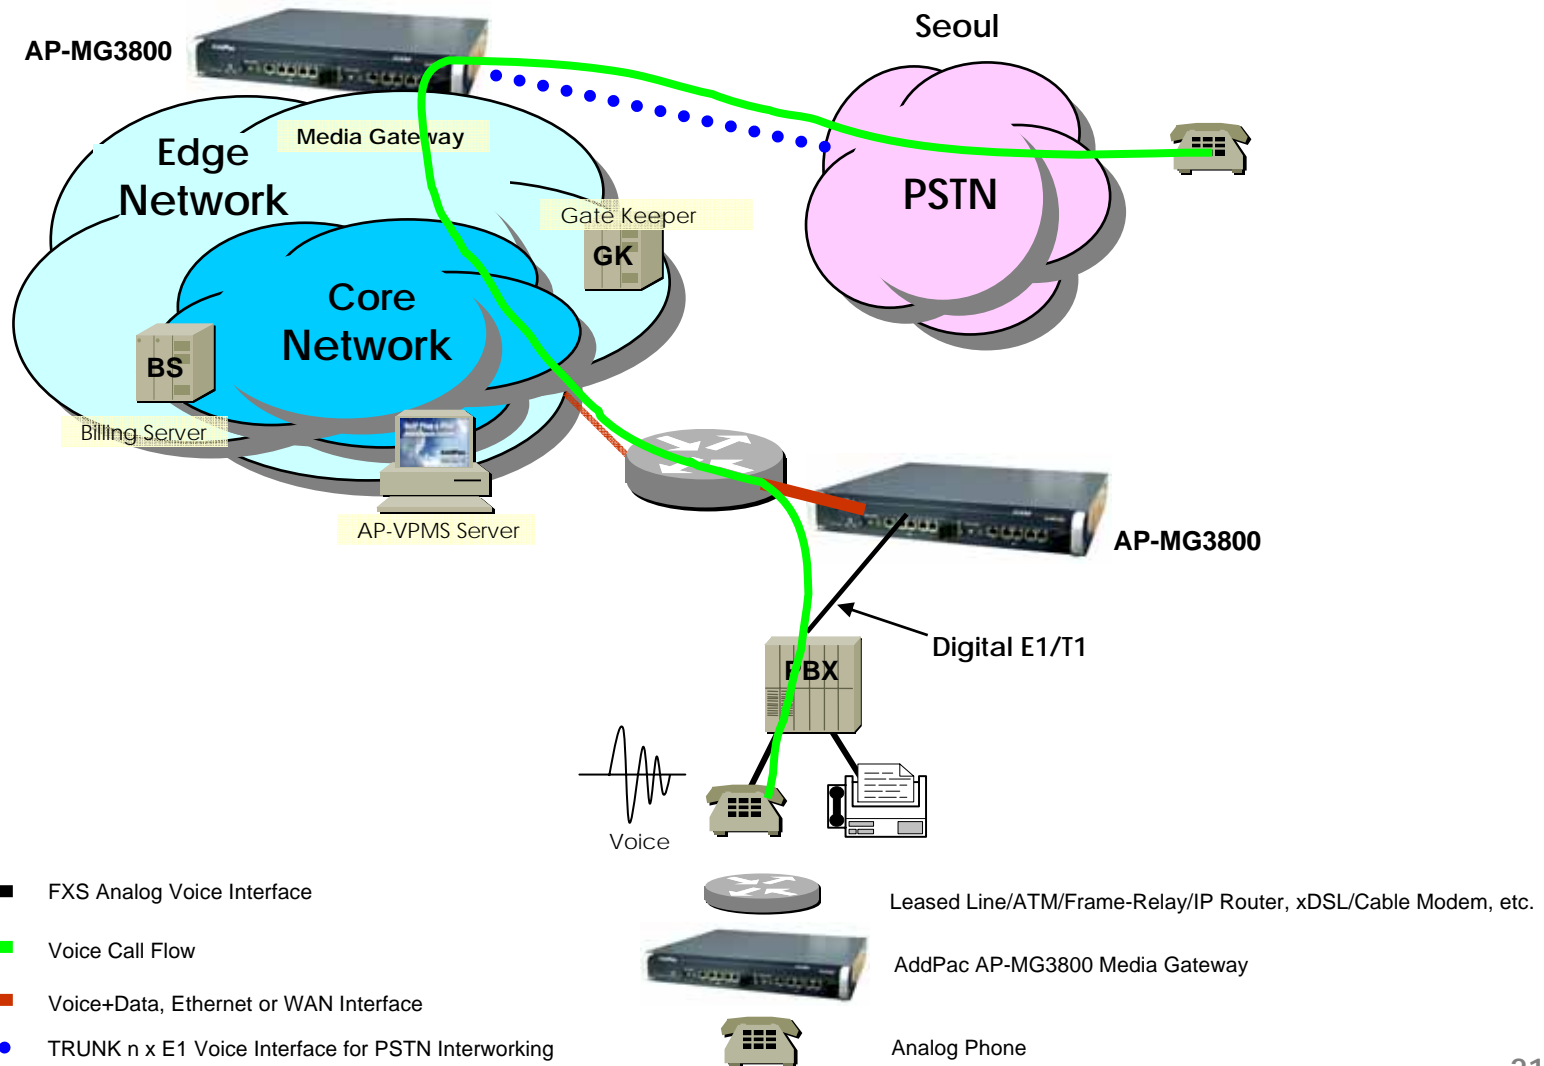 Seoul
AP-MG3800
Media Gateway
Edge
Network
PSTN
Gate Keeper
GK
Core
Network
BS
Billing Server
AP-VPMS Server
AP-MG3800
Digital E1/T1
PBX
Voice
FXS Analog Voice Interface
Leased Line/ATM/Frame-Relay/IP Router, xDSL/Cable Modem, etc.
Voice Call Flow
AddPac AP-MG3800 Media Gateway
Voice+Data, Ethernet or WAN Interface
TRUNK n x E1 Voice Interface for PSTN Interworking
Analog Phone